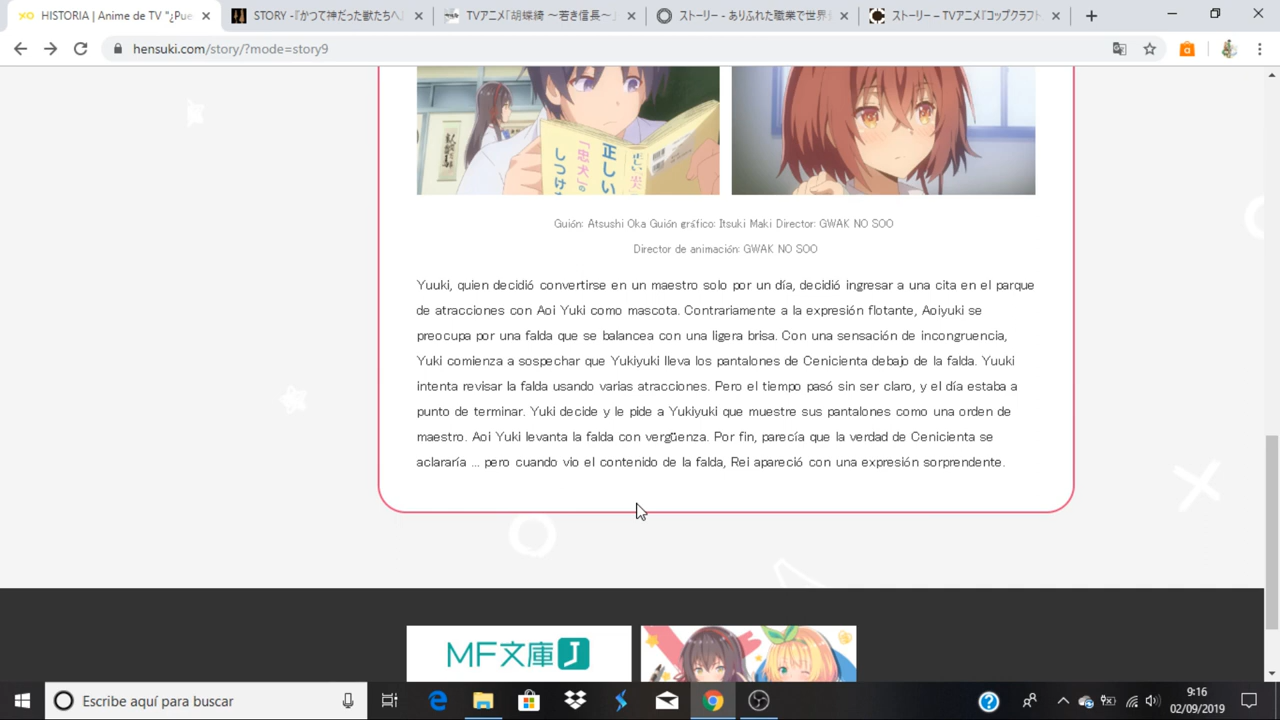 HISTORIA | Anime de TV "¿Pue
STORY -『かつて神だった獣たちへ』
TVアニメ「胡蝶綺 ～若き信長～」
ストーリー - ありふれた職業で世界
ストーリー – TVアニメ『コップクラフト
hensuki.com/story/?mode=story9
正しい
『忠犬』の
しつけ
Guión: Atsushi Oka Guión gráfico: Itsuki Maki Director: GWAK NO SOO
Director de animación: GWAK NO SOO
Yuuki, quien decidió convertirse en un maestro solo por un día, decidió ingresar a una cita en el parque
de atracciones con Aoi Yuki como mascota. Contrariamente a la expresión flotante, Aoiyuki se
preocupa por una falda que se balancea con una ligera brisa. Con una sensación de incongruencia,
Yuki comienza a sospechar que Yukiyuki lleva los pantalones de Cenicienta debajo de la falda. Yuuki
intenta revisar la falda usando varias atracciones. Pero el tiempo pasó sin ser claro, y el día estaba a
punto de terminar. Yuki decide y le pide a Yukiyuki que muestre sus pantalones como una orden de
maestro. Aoi Yuki levanta la falda con vergüenza. Por fin, parecía que la verdad de Cenicienta se
aclararía ... pero cuando vio el contenido de la falda, Rei apareció con una expresión sorprendente.
MF文庫J
Escribe aquí para buscar
9:16
02/09/2019